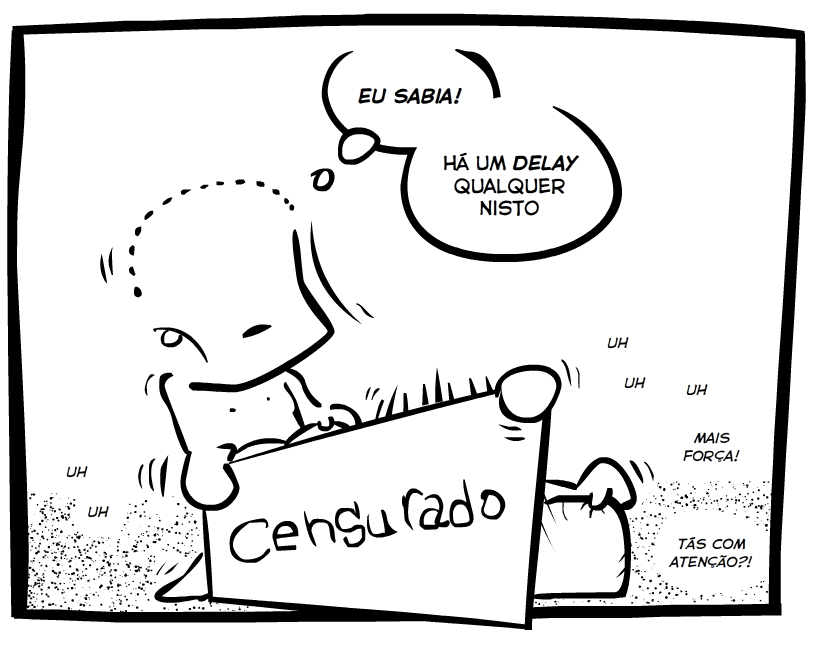 EU SABIA!
HÁ UM DELAY
QUALQUER
NISTO
UH
UH
UH
MAIS
FORÇA!
UH
UH
censurado
TÃS COM
ATENÇÃO?!